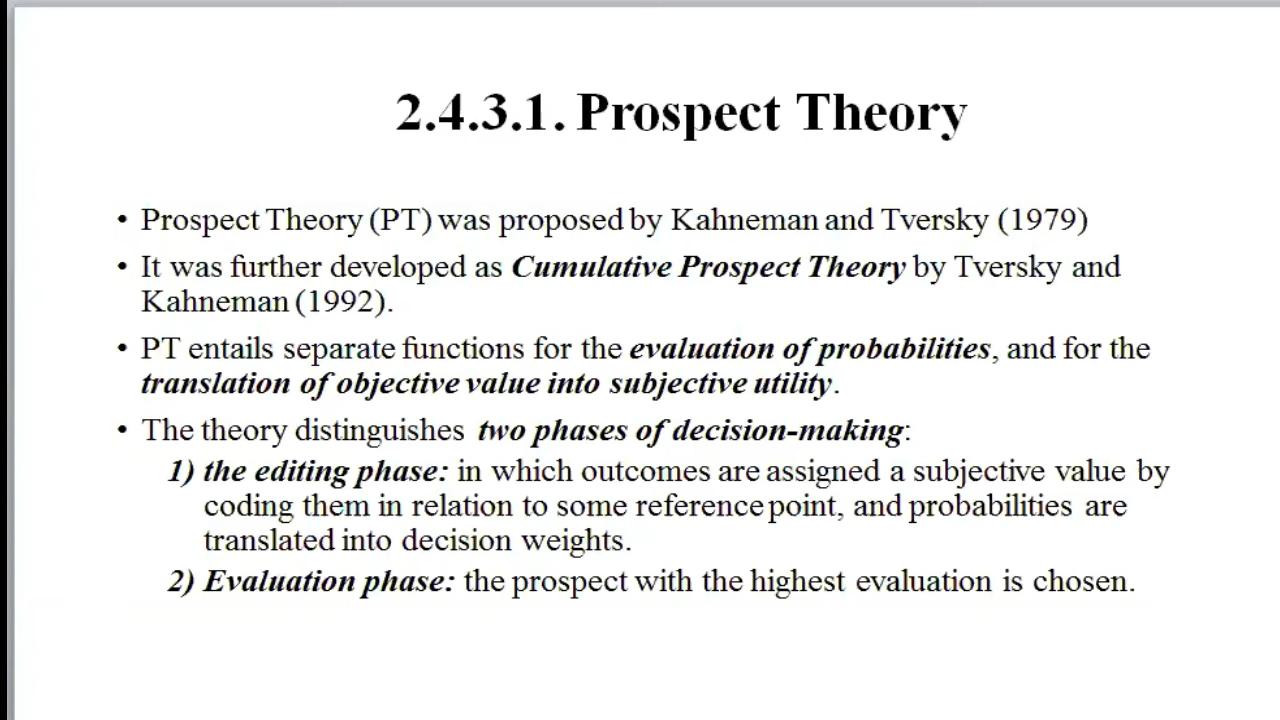 2.4.3.1. Prospect Theory
• Prospect Theory (PT) was proposed by Kahneman and Tversky (1979)
• It was further developed as Cumulative Prospect Theory by Tversky and
Kahneman (1992).
• PT entails separate functions for the evaluation of probabilities, and for the
translation of objective value into subjective utility.
• The theory distinguishes two phases of decision-making:
1) the editing phase: in which outcomes are assigned a subjective value by
coding them in relation to some reference point, and probabilities are
translated into decision weights.
2) Evaluation phase: the prospect with the highest evaluation is chosen.